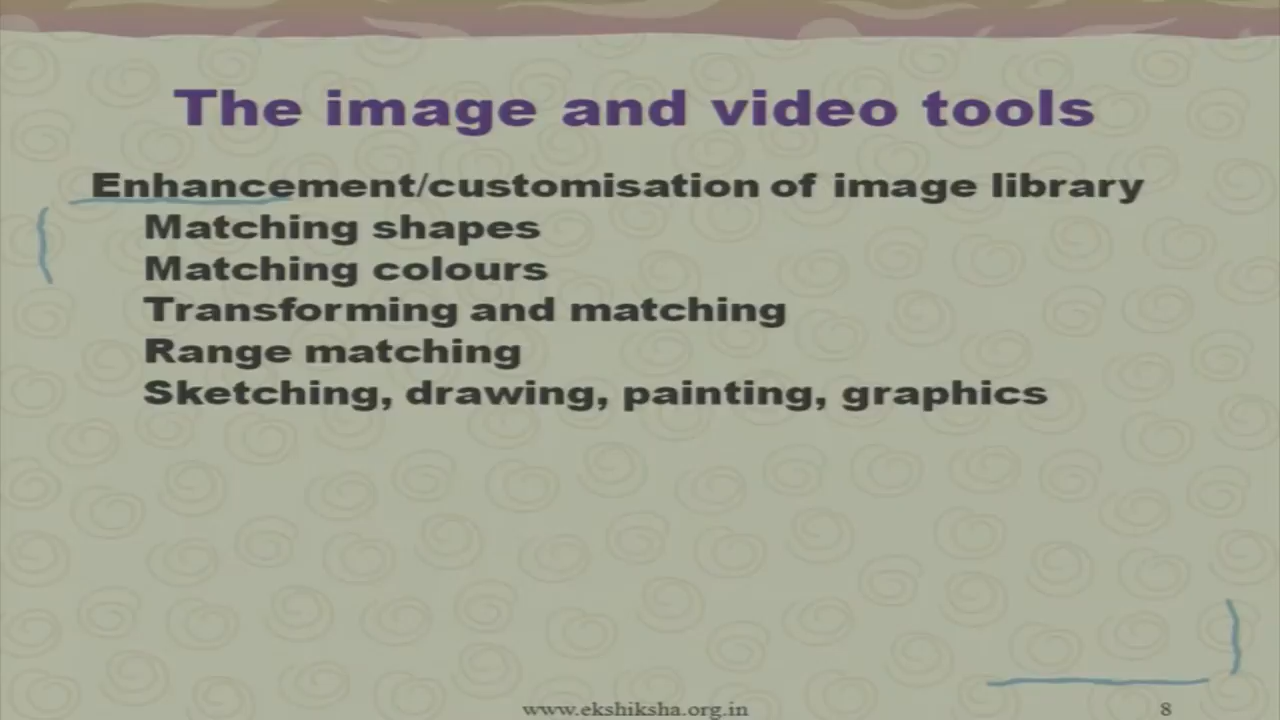 The image and video tools
Enhancement/customisation of image library
Matching shapes
Matching colours
Transforming and matching
Range matching
Sketching, drawing, painting, graphics
www.ekshiksha.org.in
8